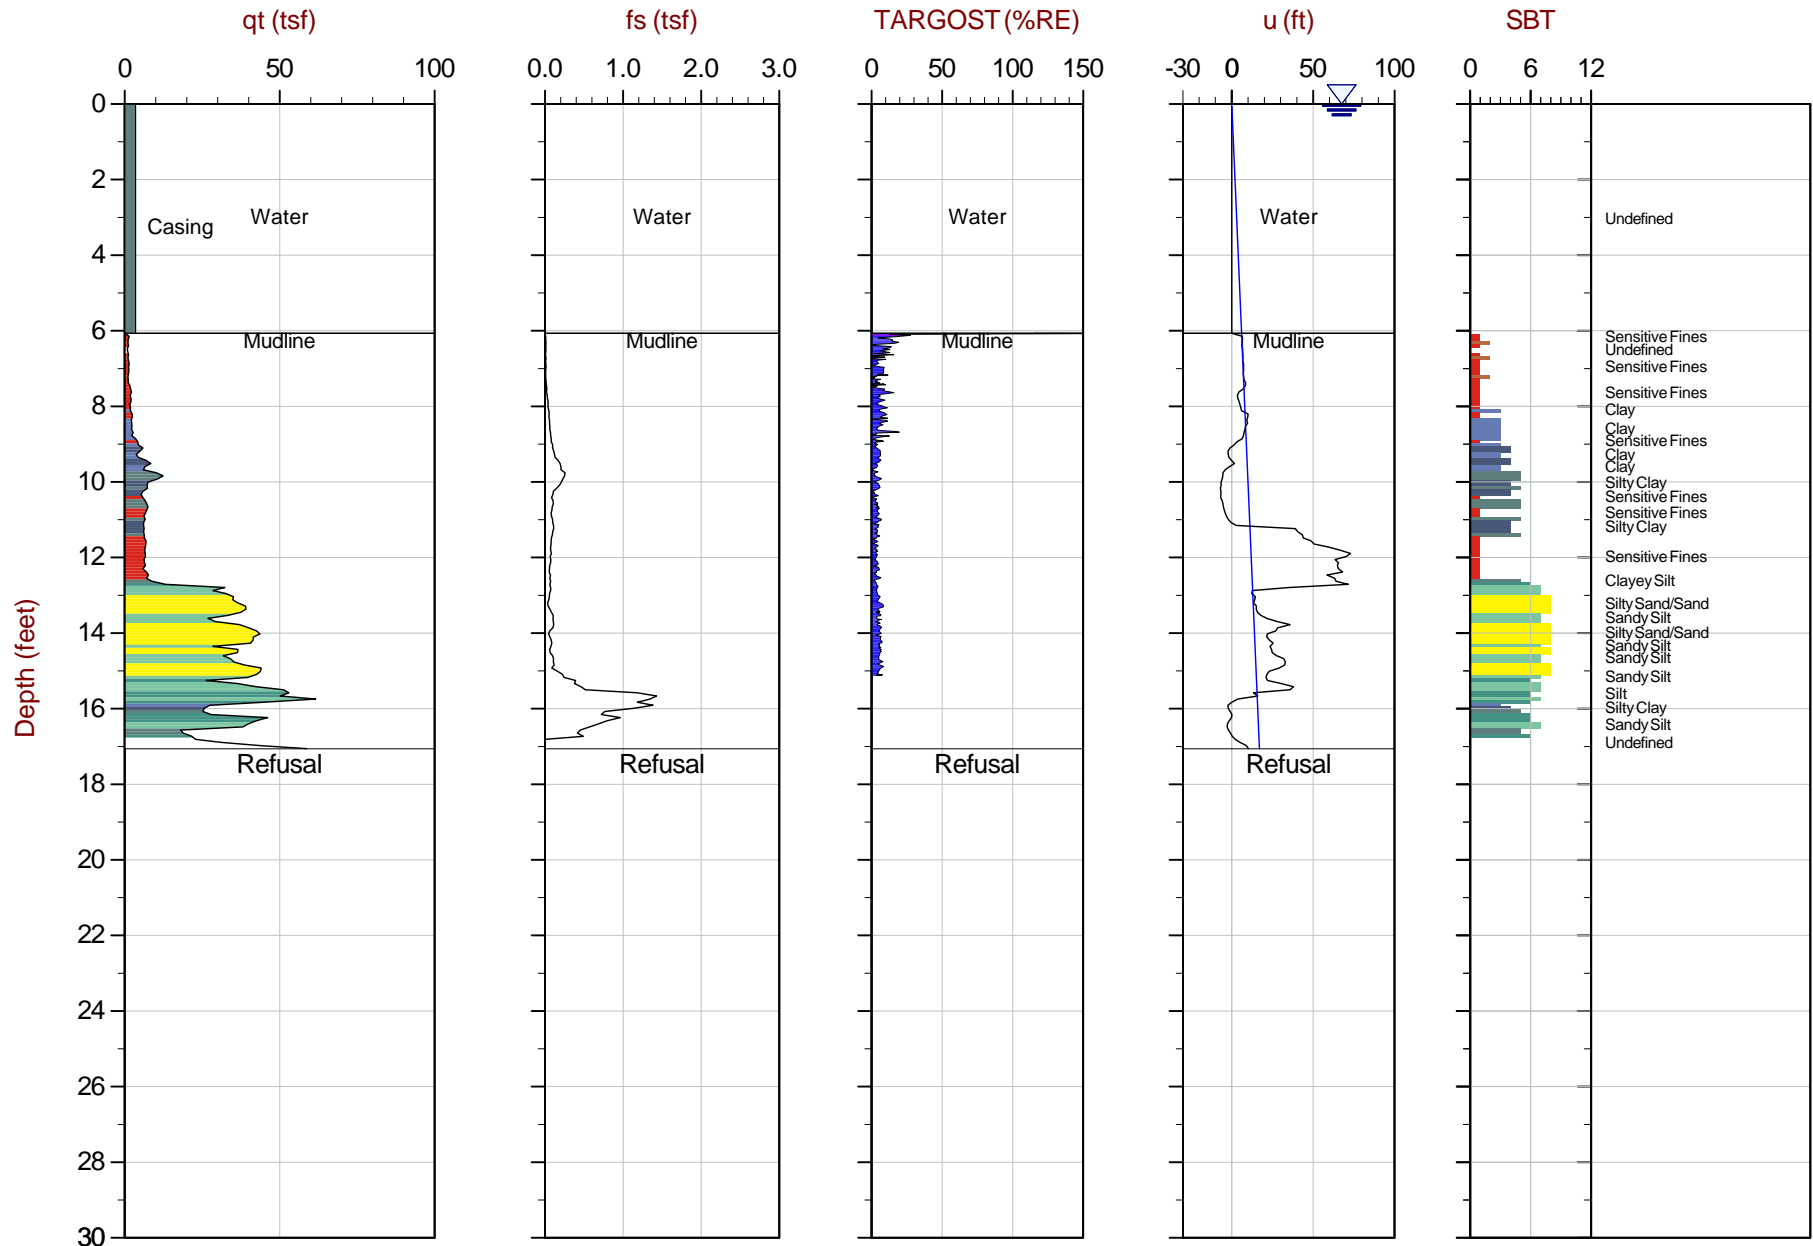 qt (tsf) fs (tsf) TARGOST (%RE) u (ft) SBT
0 50 100 0.0 1.0 2.0 3.0 0 50 100 150 -30 0 50 100 0 6 12
0
2
Casing Water Water Water Water Undefined
4
6
Mudline Mudline Mudline Mudline
Sensitive Fines
Undefined
Sensitive Fines
Sensitive Fines
8
Clay
Clay
Sensitive Fines
Clay
Clay
10
Silty Clay
Sensitive Fines
Sensitive Fines
Silty Clay
12
Sensitive Fines
Clayey Silt
Silty Sand/Sand
Sandy Silt
14
Silty Sand/Sand
Sandy Silt
Sandy Silt
Sandy Silt
Silt
16
Silty Clay
Sandy Silt
Undefined
Refusal Refusal Refusal Refusal
18
20
22
24
26
28
30
Depth (feet)